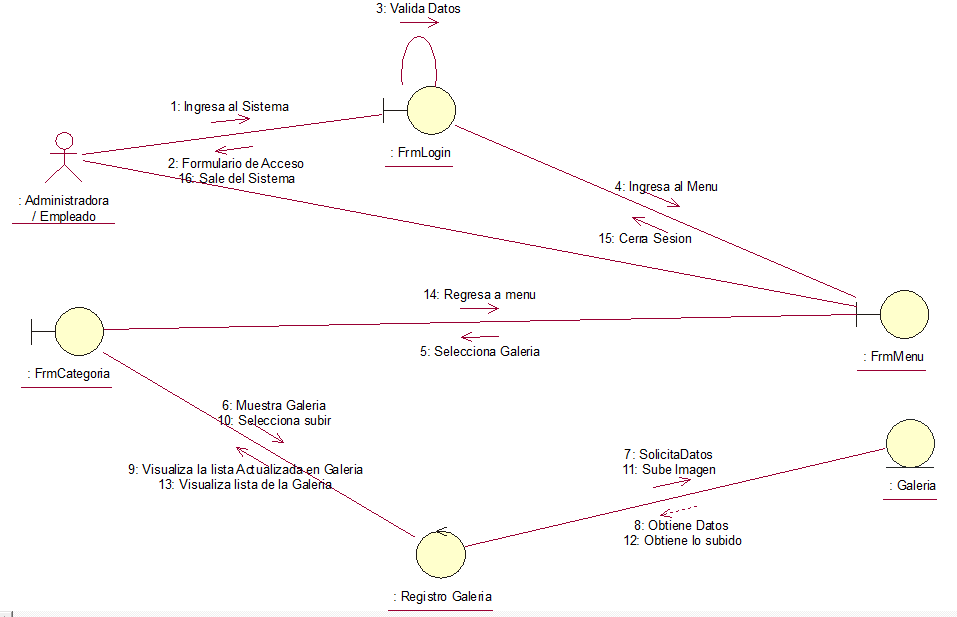 3: Valida Datos
1: Ingresa al Sistema
: FrmLogin
2: Formulario de Acceso
16: Sale del Sistema
4: Ingresa al Menu
: Administradora
/ Empleado
15: Cerra Sesion
14: Regresa a menu
5: Selecciona Galeria
: FrmMenu
: FrmCategoria
6: Muestra Galeria
10: Selecciona subir
9: Visualiza la lista Actualizada en Galeria
13: Visualiza lista de la Galeria
7: SolicitaDatos
11: Sube Imagen
: Galeria
8: Obtiene Datos
12: Obtiene lo subido
: Registro Galeria